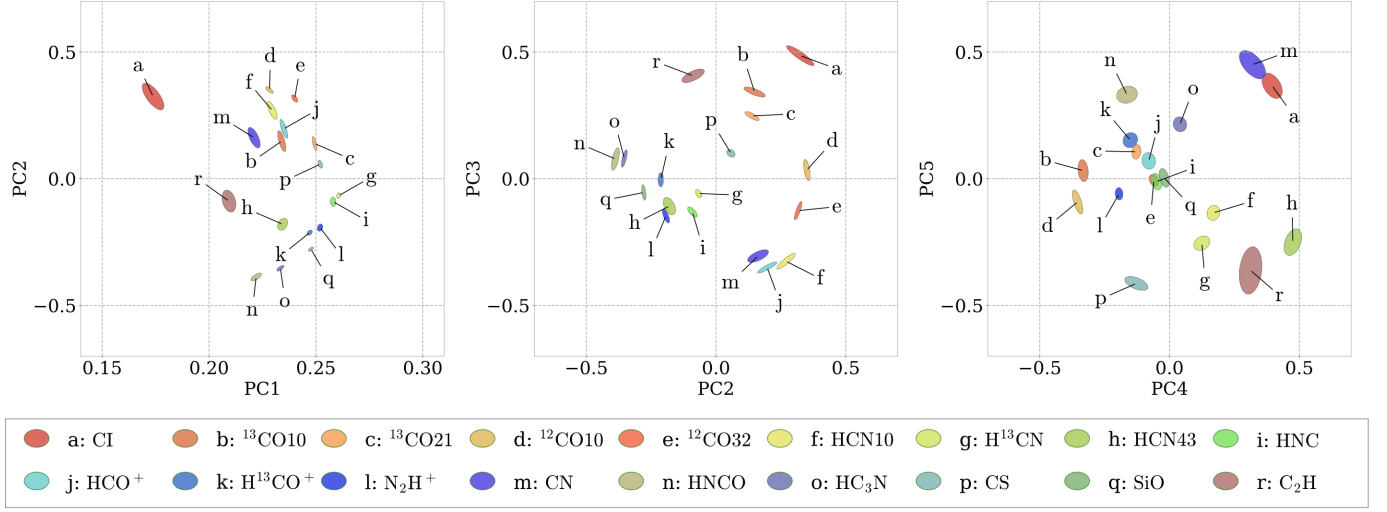 0.5
0.0
−0.5
PC2
a
d
e
f
m
j
b
c
p
r
g
h
i
k
l
q
n
o
0.15
0.20
0.25
0.30
PC1
0.5
0.0
−0.5
PC3
r
b
a
c
p
o
k
n
d
q
g
h
e
l
i
m
f
j
−0.5
0.0
0.5
PC2
0.5
0.0
−0.5
PC5
m
n
o
k
a
j
c
b
i
h
f
q
l
e
d
g
p
r
−0.5
0.0
0.5
PC4
a: CI
b: ¹³CO10
c: ¹³CO21
d: ¹²CO10
e: ¹²CO32
f: HCN10
g: H¹³CN
h: HCN43
i: HNC
j: HCO⁺
k: H¹³CO⁺
l: N₂H⁺
m: CN
n: HNCO
o: HC₃N
p: CS
q: SiO
r: C₂H